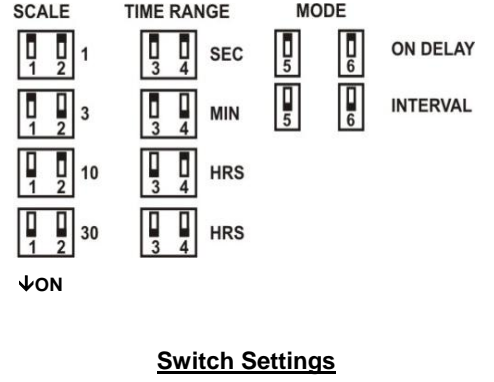 SCALE TIME RANGE MODE
1 2 1 3 4 SEC 5 6 ON DELAY
1 2 3 3 4 MIN 5 6 INTERVAL
1 2 10 3 4 HRS
1 2 30 3 4 HRS
↓ON
Switch Settings